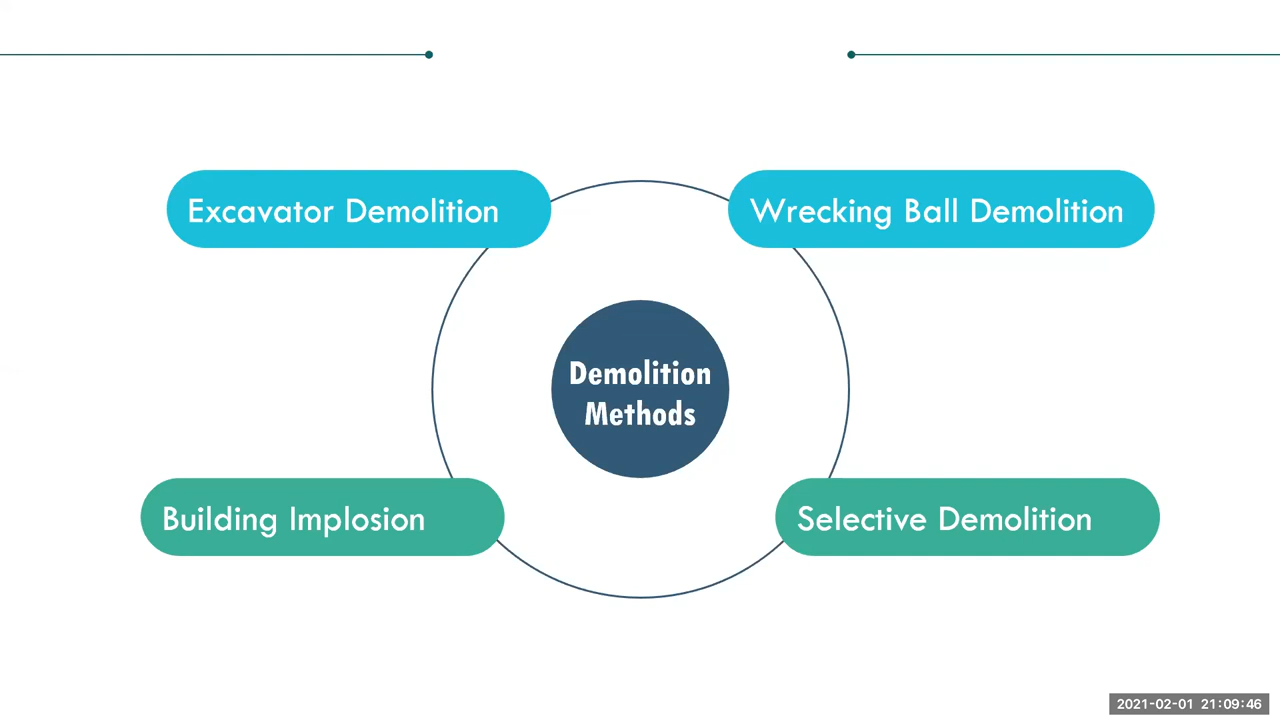 Excavator Demolition
Wrecking Ball Demolition
Demolition
Methods
Building Implosion
Selective Demolition
2021-02-01 21:09:46